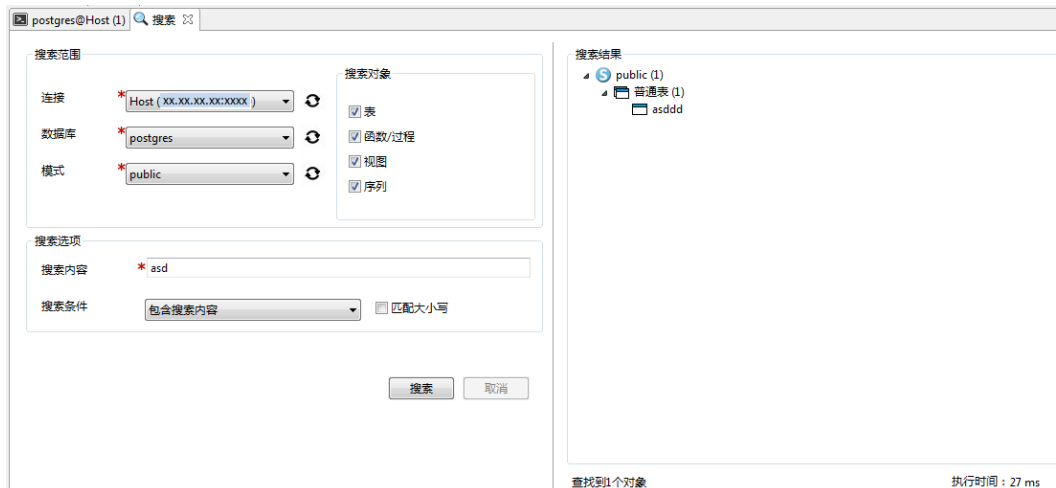 postgres@Host (1) 搜索
搜索范围
连接 * Host ( xx.xx.xx.xx:xxxx )
数据库 * postgres
模式 * public
搜索对象
表
函数/过程
视图
序列
搜索选项
搜索内容 * asd
搜索条件 包含搜索内容 匹配大小写
搜索 取消
搜索结果
public (1)
普通表 (1)
asddd
查找到1个对象 执行时间：27 ms